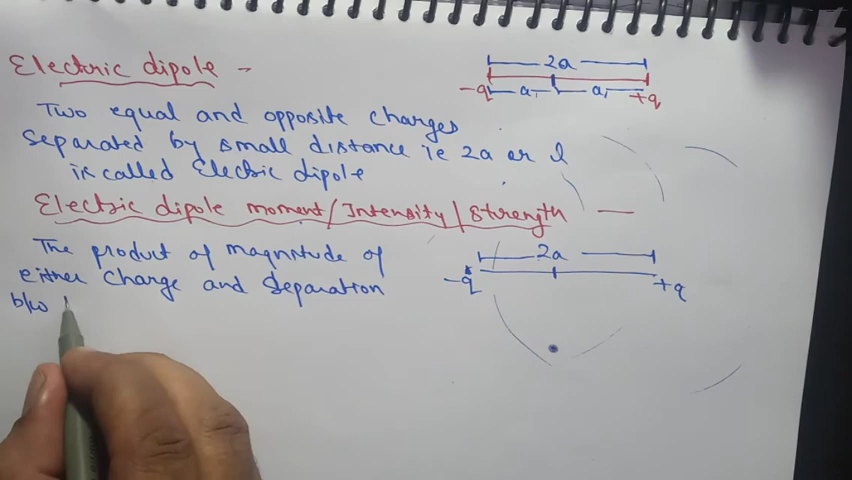 Electric dipole -
2a
-q a, a, +q
Two equal and opposite charges
separated by small distance ie 2a or l
is called Electric dipole
Electric dipole moment/Intensity/Strength —
The product of magnitude of
either Charge and Separation
b/w
2a
-q +q